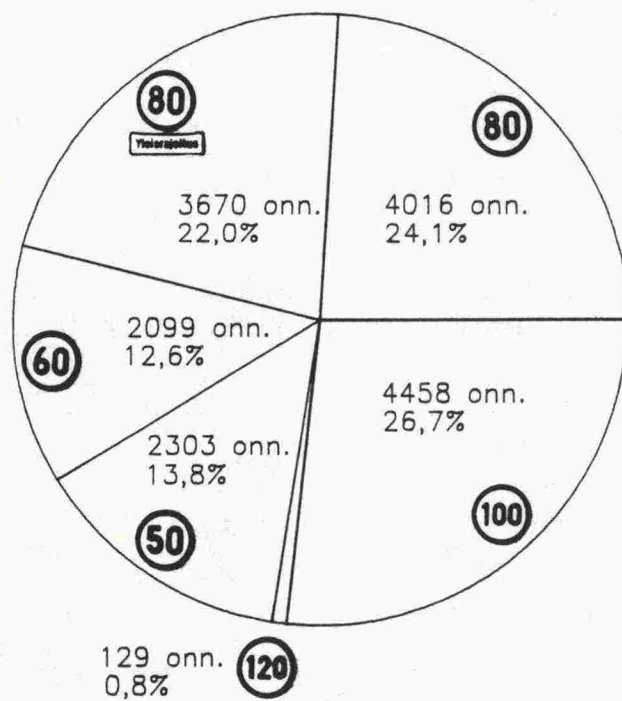 80
Yleisrajoitus
3670 onn.
22,0%
80
4016 onn.
24,1%
60
2099 onn.
12,6%
4458 onn.
26,7%
100
2303 onn.
13,8%
50
129 onn.
0,8%
120